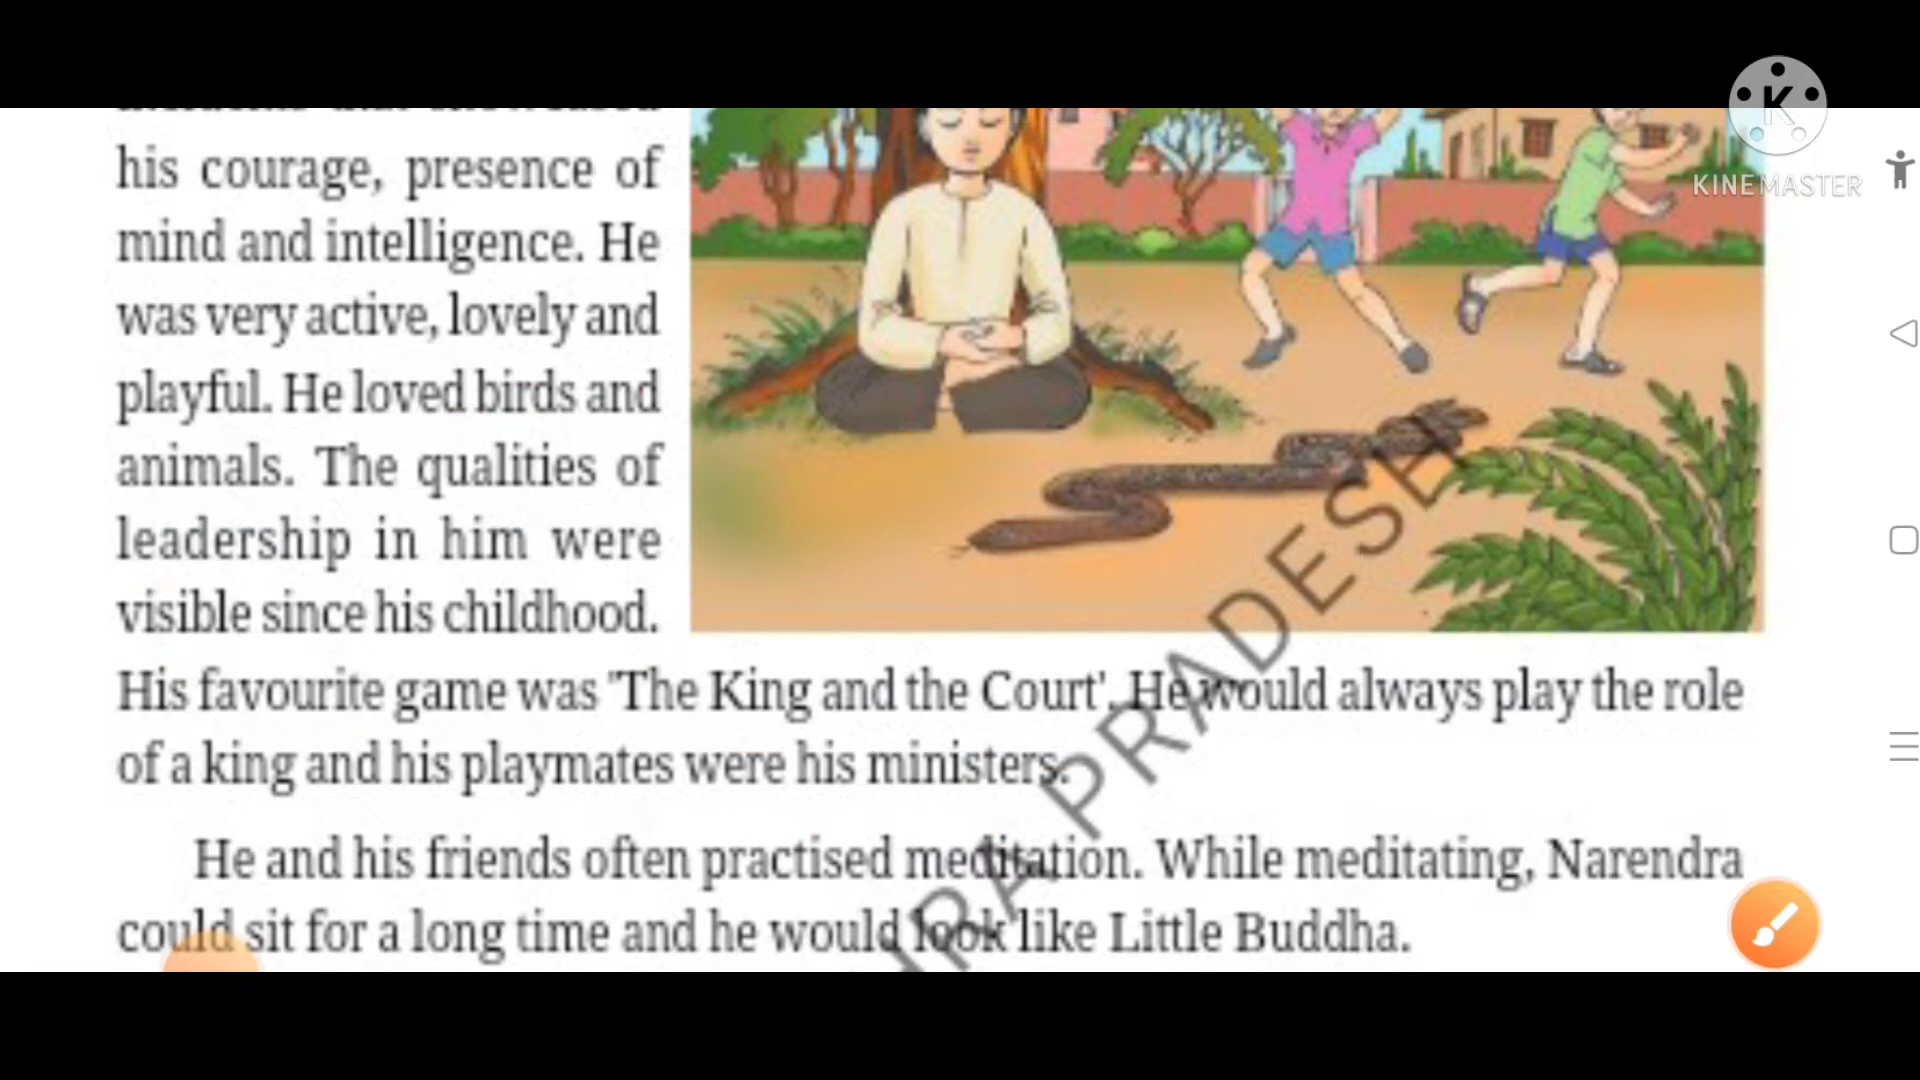 his courage, presence of
mind and intelligence. He
was very active, lovely and
playful. He loved birds and
animals. The qualities of
leadership in him were
visible since his childhood.
His favourite game was 'The King and the Court'. He would always play the role
of a king and his playmates were his ministers.
He and his friends often practised meditation. While meditating, Narendra
could sit for a long time and he would look like Little Buddha.
RA PRADESH
K
KINEMASTER